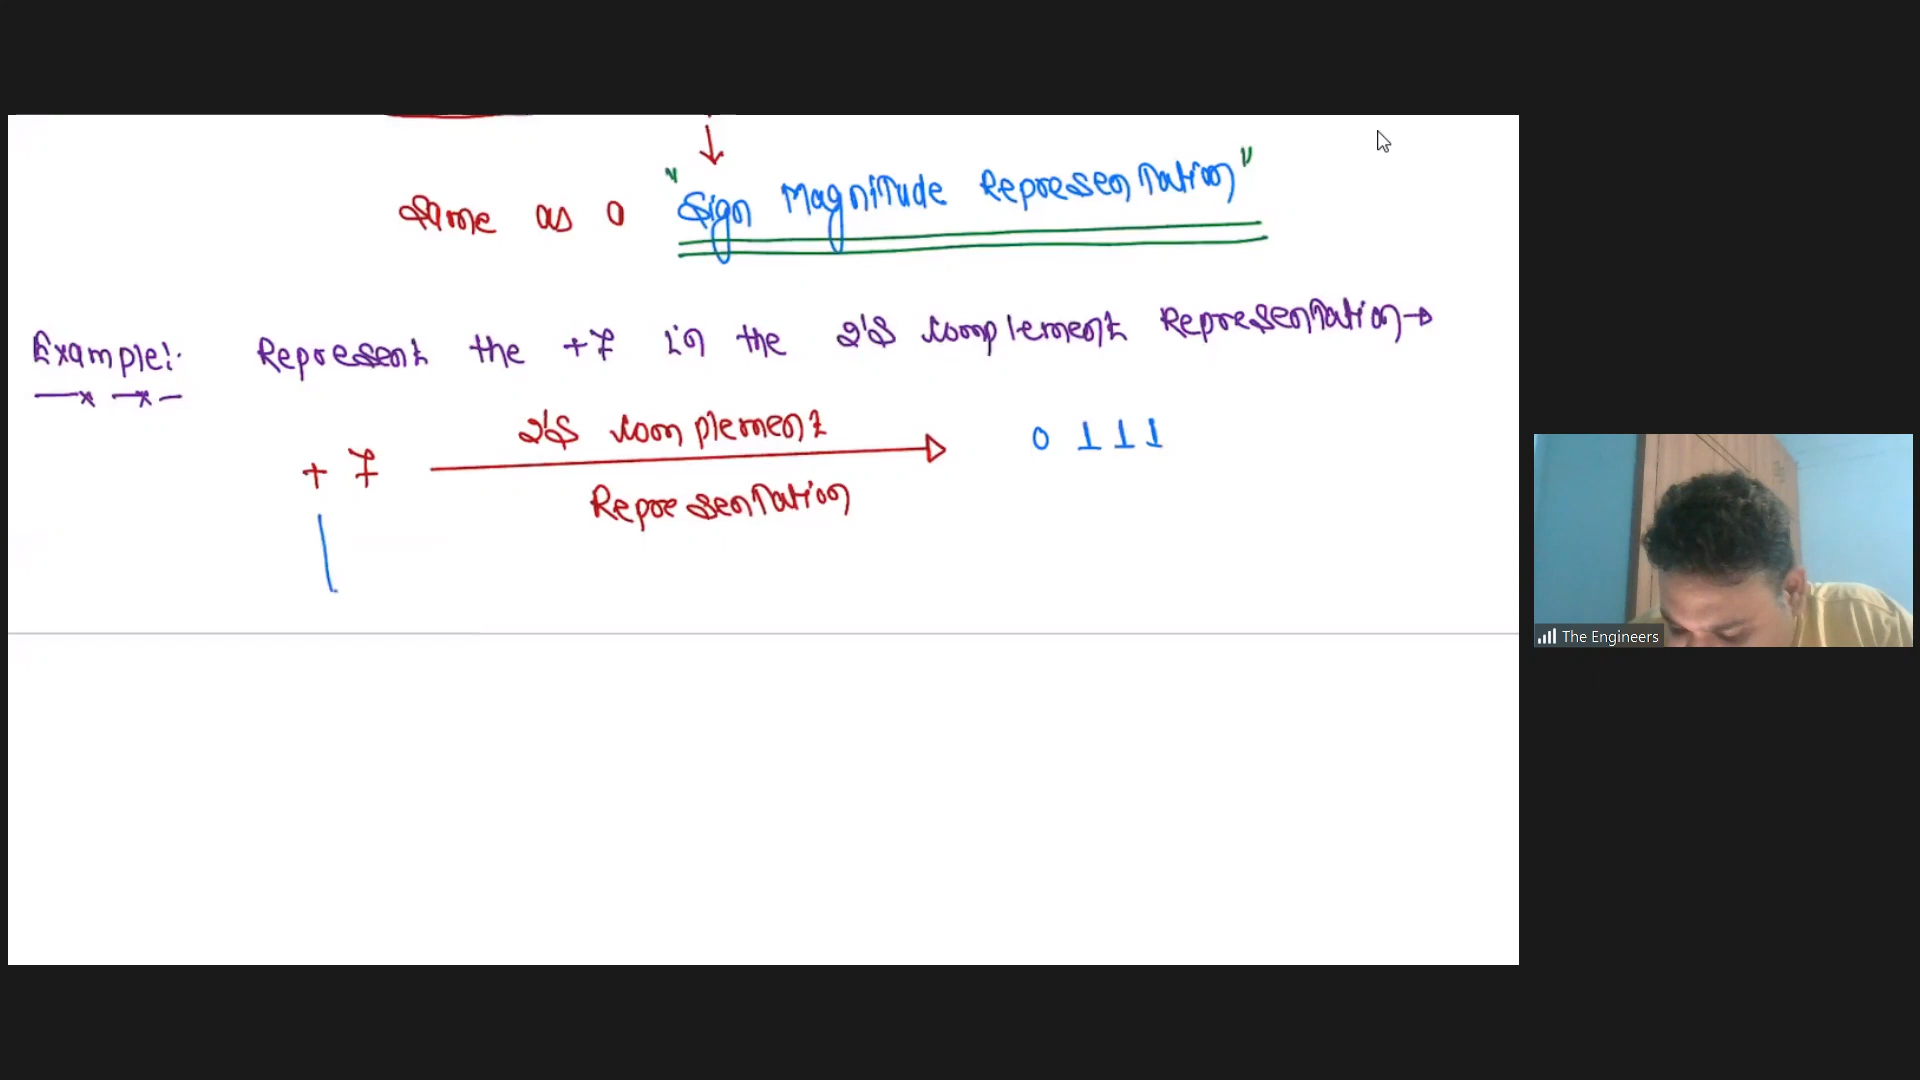 Same as a "Sign Magnitude Representation"
Example:- Represent the +7 in the 2's complement Representation→
2's complement
+7 0111
Representation
The Engineers